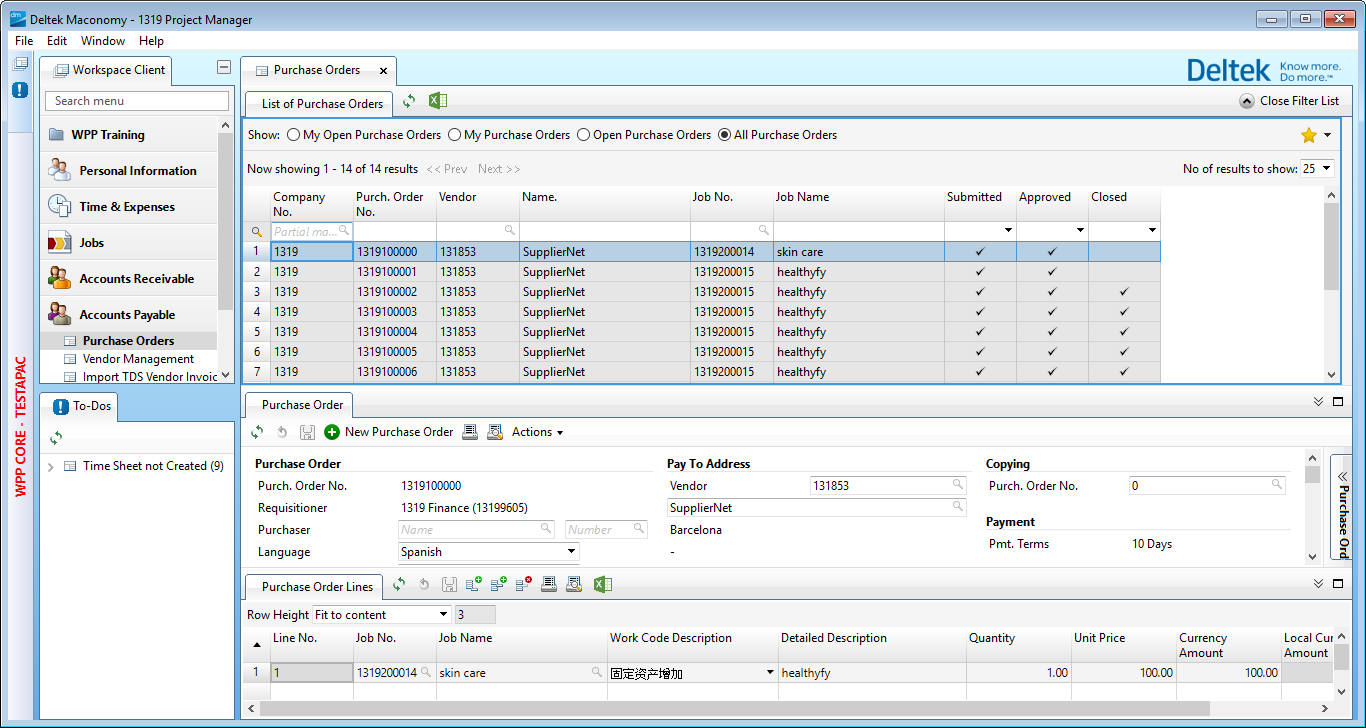 Deltek Maconomy - 1319 Project Manager
File Edit Window Help
Workspace Client
Search menu
WPP Training
Personal Information
Time & Expenses
Jobs
Accounts Receivable
Accounts Payable
Purchase Orders
Vendor Management
Import TDS Vendor Invoic
WPP CORE - TESTAPAC
To-Dos
Time Sheet not Created (9)
Purchase Orders
Deltek Know more.
Do more.™
List of Purchase Orders
Close Filter List
Show: My Open Purchase Orders My Purchase Orders Open Purchase Orders All Purchase Orders
Now showing 1 - 14 of 14 results << Prev Next >> No of results to show: 25
Company No. Purch. Order No. Vendor Name. Job No. Job Name Submitted Approved Closed
Partial ma...
1 1319 1319100000 131853 SupplierNet 1319200014 skin care ✓ ✓
2 1319 1319100001 131853 SupplierNet 1319200015 healthyfy ✓ ✓
3 1319 1319100002 131853 SupplierNet 1319200015 healthyfy ✓ ✓ ✓
4 1319 1319100003 131853 SupplierNet 1319200015 healthyfy ✓ ✓ ✓
5 1319 1319100004 131853 SupplierNet 1319200015 healthyfy ✓ ✓ ✓
6 1319 1319100005 131853 SupplierNet 1319200015 healthyfy ✓ ✓ ✓
7 1319 1319100006 131853 SupplierNet 1319200015 healthyfy ✓ ✓ ✓
Purchase Order
New Purchase Order Actions
Purchase Order Pay To Address Copying
Purch. Order No. 1319100000 Vendor 131853 Purch. Order No. 0
Requisitioner 1319 Finance (13199605) SupplierNet
Payment
Purchaser Name Number Barcelona
Pmt. Terms 10 Days
Language Spanish -
Purchase Ord
Purchase Order Lines
Row Height Fit to content 3
Line No. Job No. Job Name Work Code Description Detailed Description Quantity Unit Price Currency Amount Local Cur Amount
1 1 1319200014 skin care 固定资产增加 healthyfy 1.00 100.00 100.00